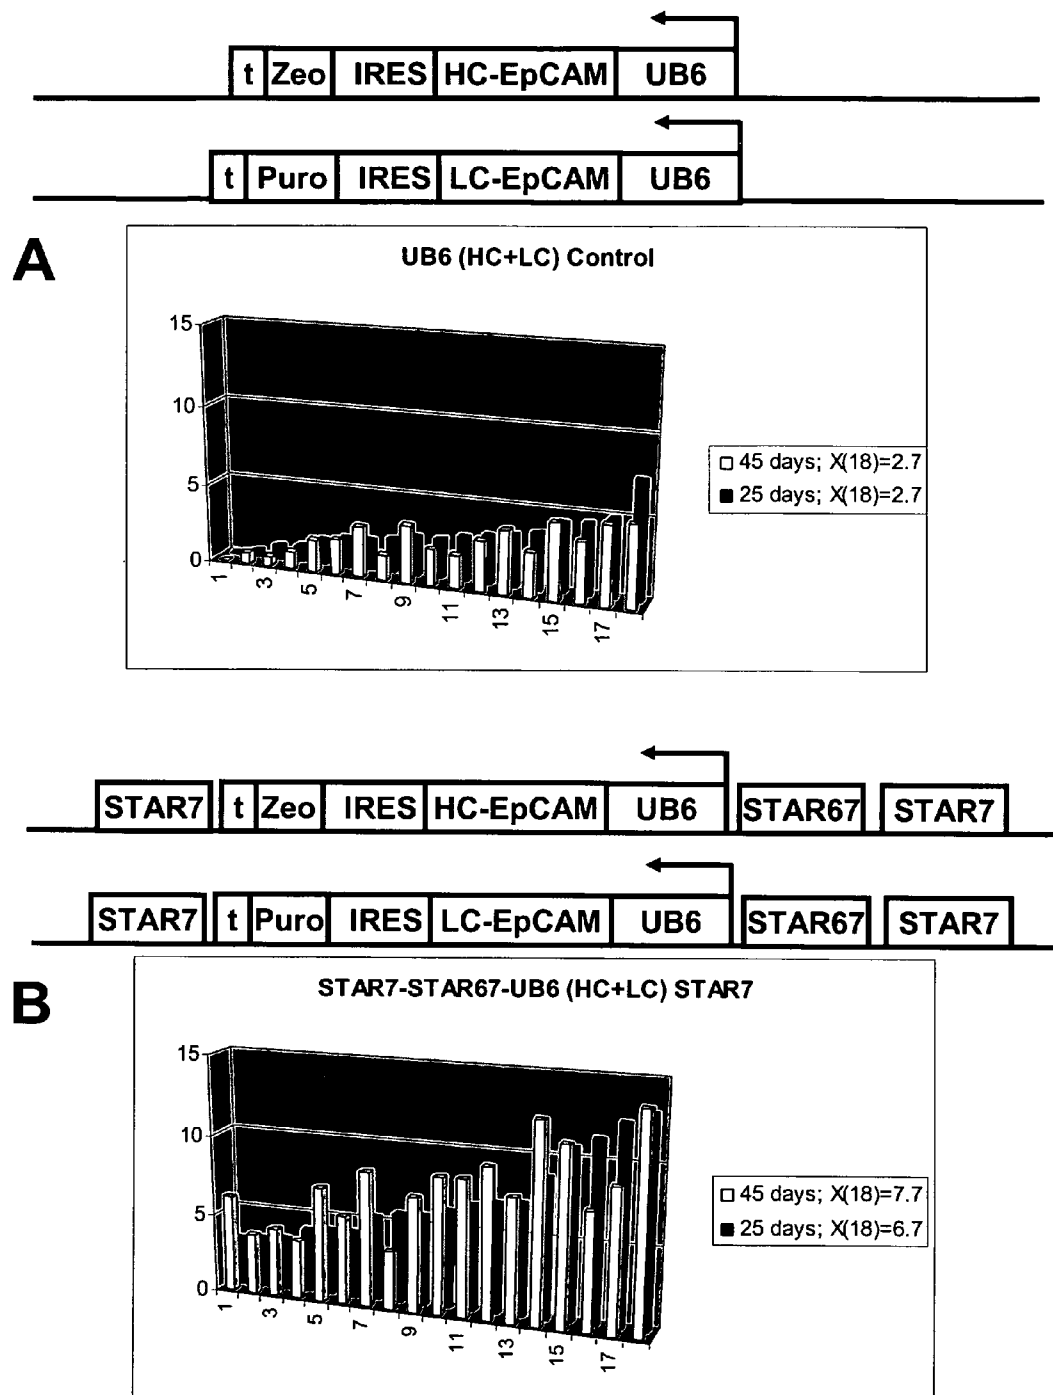 t Zeo IRES HC-EpCAM UB6
t Puro IRES LC-EpCAM UB6
A
UB6 (HC+LC) Control
15
10
5
0
1 3 5 7 9 11 13 15 17
45 days; X(18)=2.7
25 days; X(18)=2.7
STAR7 t Zeo IRES HC-EpCAM UB6 STAR67 STAR7
STAR7 t Puro IRES LC-EpCAM UB6 STAR67 STAR7
B
STAR7-STAR67-UB6 (HC+LC) STAR7
15
10
5
0
1 3 5 7 9 11 13 15 17
45 days; X(18)=7.7
25 days; X(18)=6.7